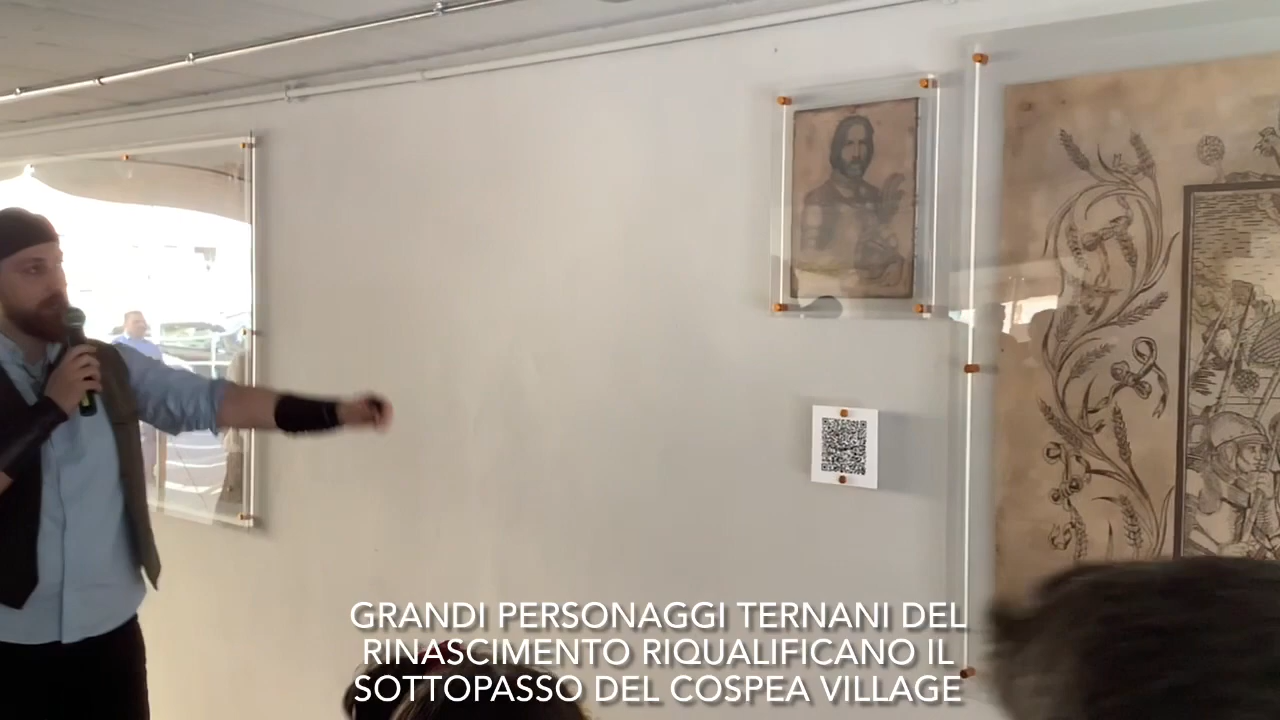 GRANDI PERSONAGGI TERNANI DEL
RINASCIMENTO RIQUALIFICANO IL
SOTTOPASSO DEL COSPEA VILLAGE